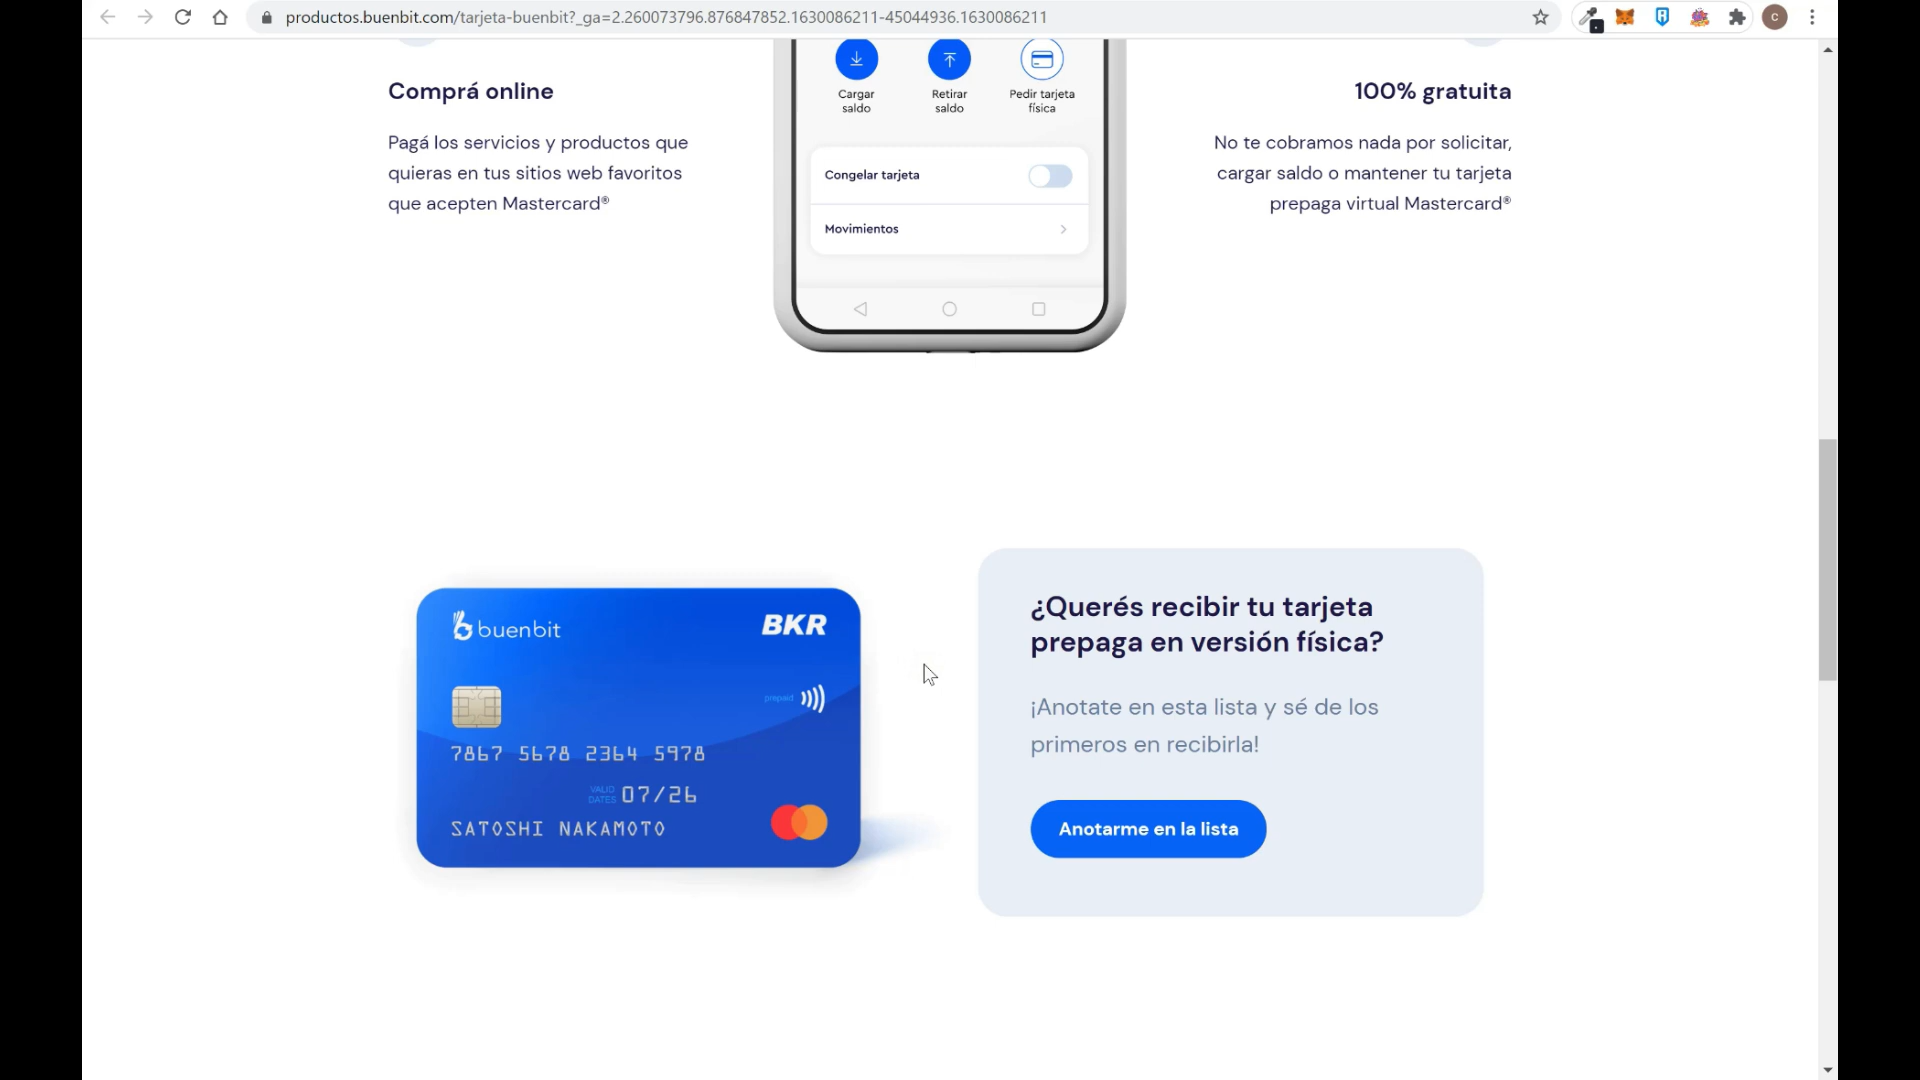 productos.buenbit.com/tarjeta-buenbit?_ga=2.260073796.876847852.1630086211-45044936.1630086211
C
Cargar
saldo
Retirar
saldo
Pedir tarjeta
física
Comprá online
Pagá los servicios y productos que
quieras en tus sitios web favoritos
que acepten Mastercard®
Congelar tarjeta
Movimientos
100% gratuita
No te cobramos nada por solicitar,
cargar saldo o mantener tu tarjeta
prepaga virtual Mastercard®
buenbit
BKR
prepaid
7867 5678 2364 5978
VALID
DATES 07/26
SATOSHI NAKAMOTO
¿Querés recibir tu tarjeta
prepaga en versión física?
¡Anotate en esta lista y sé de los
primeros en recibirla!
Anotarme en la lista